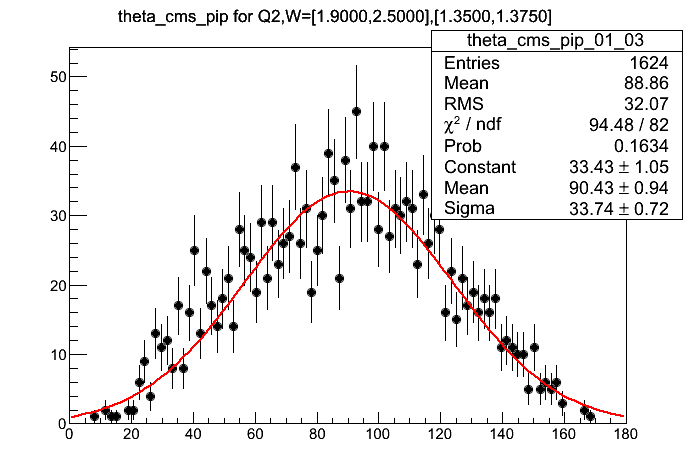 theta_cms_pip for Q2,W=[1.9000,2.5000],[1.3500,1.3750]
theta_cms_pip_01_03
Entries 1624
Mean 88.86
RMS 32.07
χ² / ndf 94.48 / 82
Prob 0.1634
Constant 33.43 ± 1.05
Mean 90.43 ± 0.94
Sigma 33.74 ± 0.72
50
40
30
20
10
0
0 20 40 60 80 100 120 140 160 180